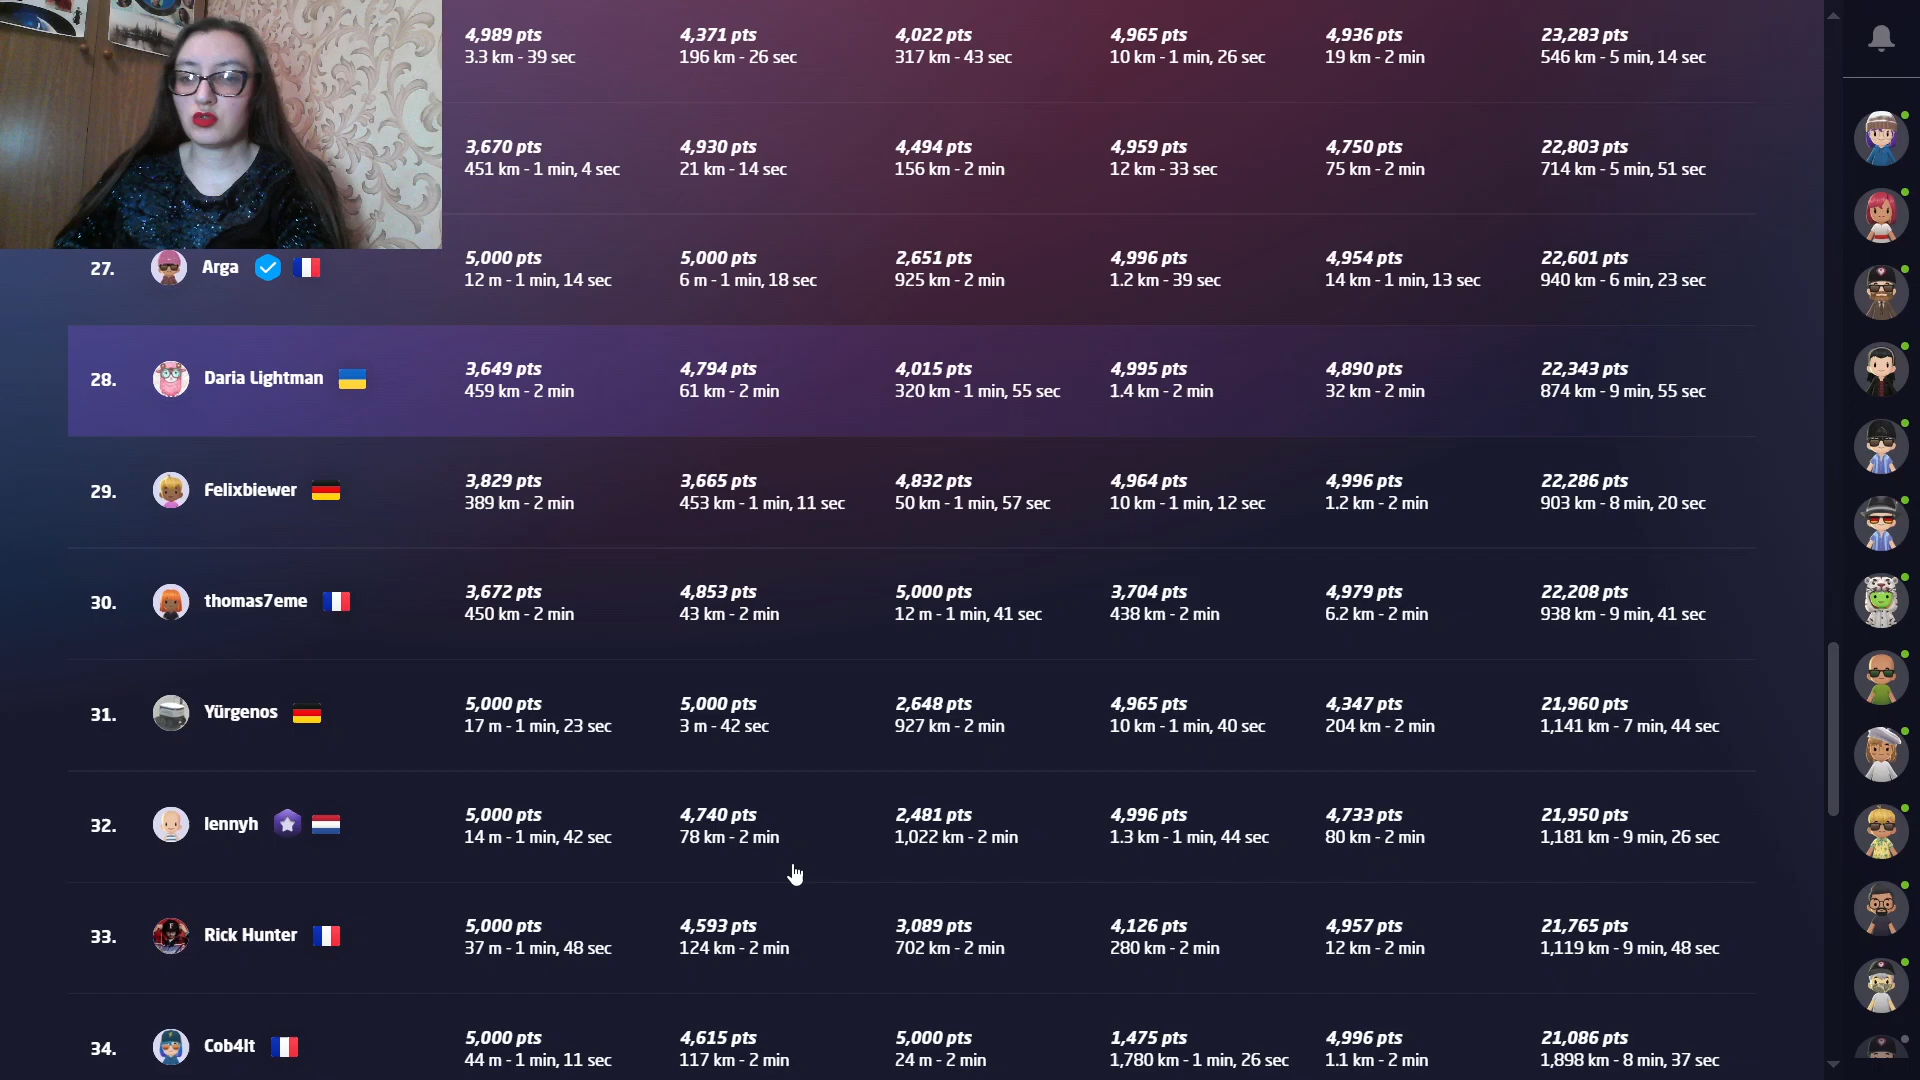 4,989 pts 4,371 pts 4,022 pts 4,965 pts 4,936 pts 23,283 pts
3.3 km - 39 sec 196 km - 26 sec 317 km - 43 sec 10 km - 1 min, 26 sec 19 km - 2 min 546 km - 5 min, 14 sec
3,670 pts 4,930 pts 4,494 pts 4,959 pts 4,750 pts 22,803 pts
451 km - 1 min, 4 sec 21 km - 14 sec 156 km - 2 min 12 km - 33 sec 75 km - 2 min 714 km - 5 min, 51 sec
27. Arga 5,000 pts 5,000 pts 2,651 pts 4,996 pts 4,954 pts 22,601 pts
12 m - 1 min, 14 sec 6 m - 1 min, 18 sec 925 km - 2 min 1.2 km - 39 sec 14 km - 1 min, 13 sec 940 km - 6 min, 23 sec
28. Daria Lightman 3,649 pts 4,794 pts 4,015 pts 4,995 pts 4,890 pts 22,343 pts
459 km - 2 min 61 km - 2 min 320 km - 1 min, 55 sec 1.4 km - 2 min 32 km - 2 min 874 km - 9 min, 55 sec
29. Felixbiewer 3,829 pts 3,665 pts 4,832 pts 4,964 pts 4,996 pts 22,286 pts
389 km - 2 min 453 km - 1 min, 11 sec 50 km - 1 min, 57 sec 10 km - 1 min, 12 sec 1.2 km - 2 min 903 km - 8 min, 20 sec
30. thomas7eme 3,672 pts 4,853 pts 5,000 pts 3,704 pts 4,979 pts 22,208 pts
450 km - 2 min 43 km - 2 min 12 m - 1 min, 41 sec 438 km - 2 min 6.2 km - 2 min 938 km - 9 min, 41 sec
31. Yürgenos 5,000 pts 5,000 pts 2,648 pts 4,965 pts 4,347 pts 21,960 pts
17 m - 1 min, 23 sec 3 m - 42 sec 927 km - 2 min 10 km - 1 min, 40 sec 204 km - 2 min 1,141 km - 7 min, 44 sec
32. lennyh 5,000 pts 4,740 pts 2,481 pts 4,996 pts 4,733 pts 21,950 pts
14 m - 1 min, 42 sec 78 km - 2 min 1,022 km - 2 min 1.3 km - 1 min, 44 sec 80 km - 2 min 1,181 km - 9 min, 26 sec
33. Rick Hunter 5,000 pts 4,593 pts 3,089 pts 4,126 pts 4,957 pts 21,765 pts
37 m - 1 min, 48 sec 124 km - 2 min 702 km - 2 min 280 km - 2 min 12 km - 2 min 1,119 km - 9 min, 48 sec
34. Cob4lt 5,000 pts 4,615 pts 5,000 pts 1,475 pts 4,996 pts 21,086 pts
44 m - 1 min, 11 sec 117 km - 2 min 24 m - 2 min 1,780 km - 1 min, 26 sec 1.1 km - 2 min 1,898 km - 8 min, 37 sec